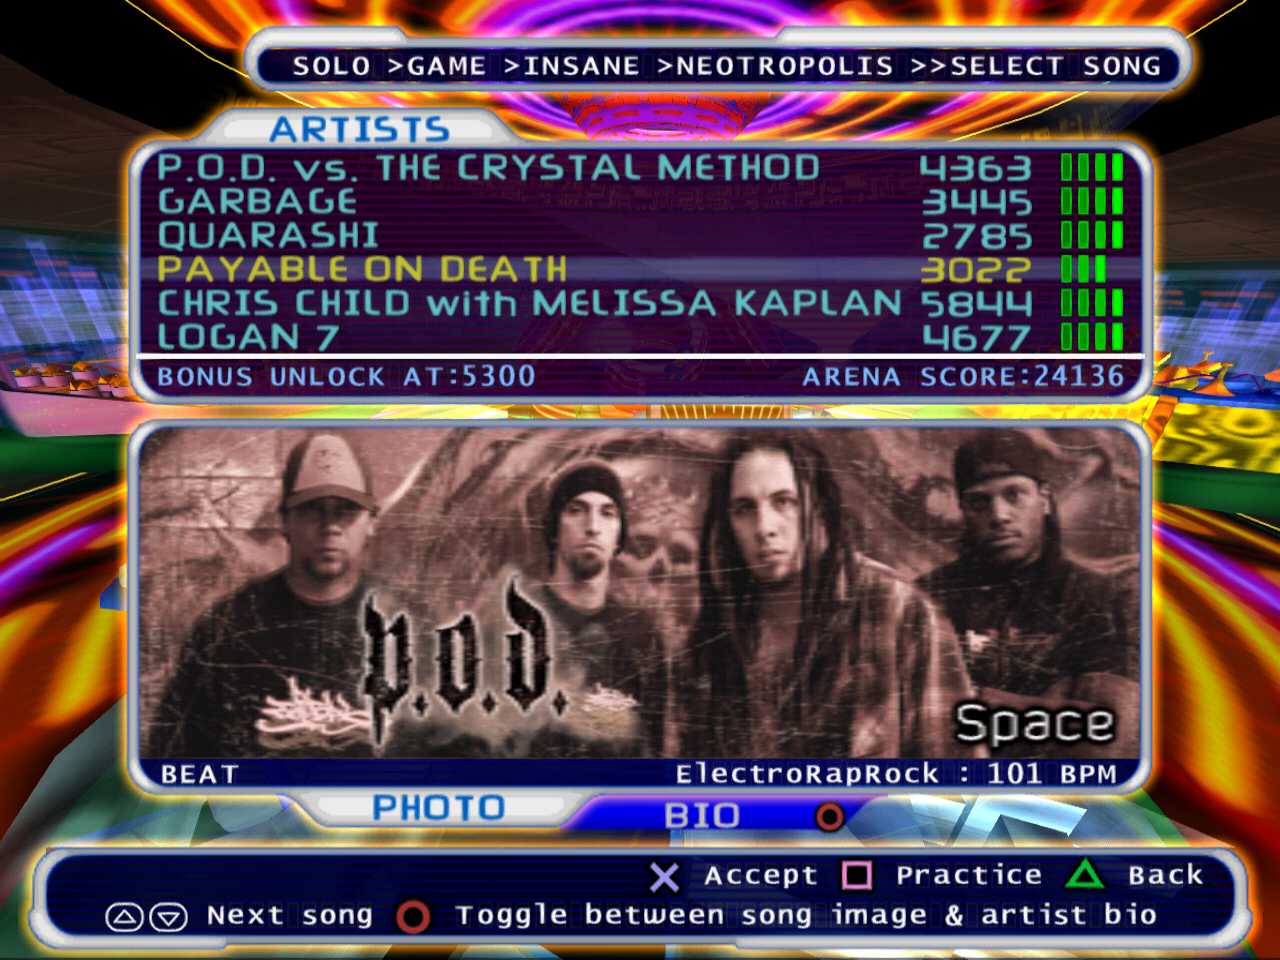 SOLO >GAME >INSANE >NEOTROPOLIS >>SELECT SONG
ARTISTS
P.O.D. vs. THE CRYSTAL METHOD 4363
GARBAGE 3445
QUARASHI 2785
PAYABLE ON DEATH 3022
CHRIS CHILD with MELISSA KAPLAN 5844
LOGAN 7 4677
BONUS UNLOCK AT:5300 ARENA SCORE:24136
p.o.d.
Space
BEAT ElectroRapRock : 101 BPM
PHOTO BIO
Accept Practice Back
Next song Toggle between song image & artist bio